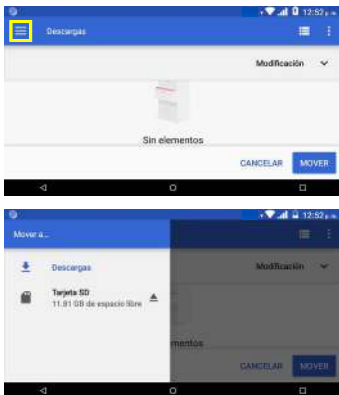 12:52 p.m.
Descargas
Modificación
Sin elementos
CANCELAR MOVER
12:52 p.m.
Mover a...
Descargas
Modificación
Tarjeta SD
11.81 GB de espacio libre
mentos
CANCELAR MOVER